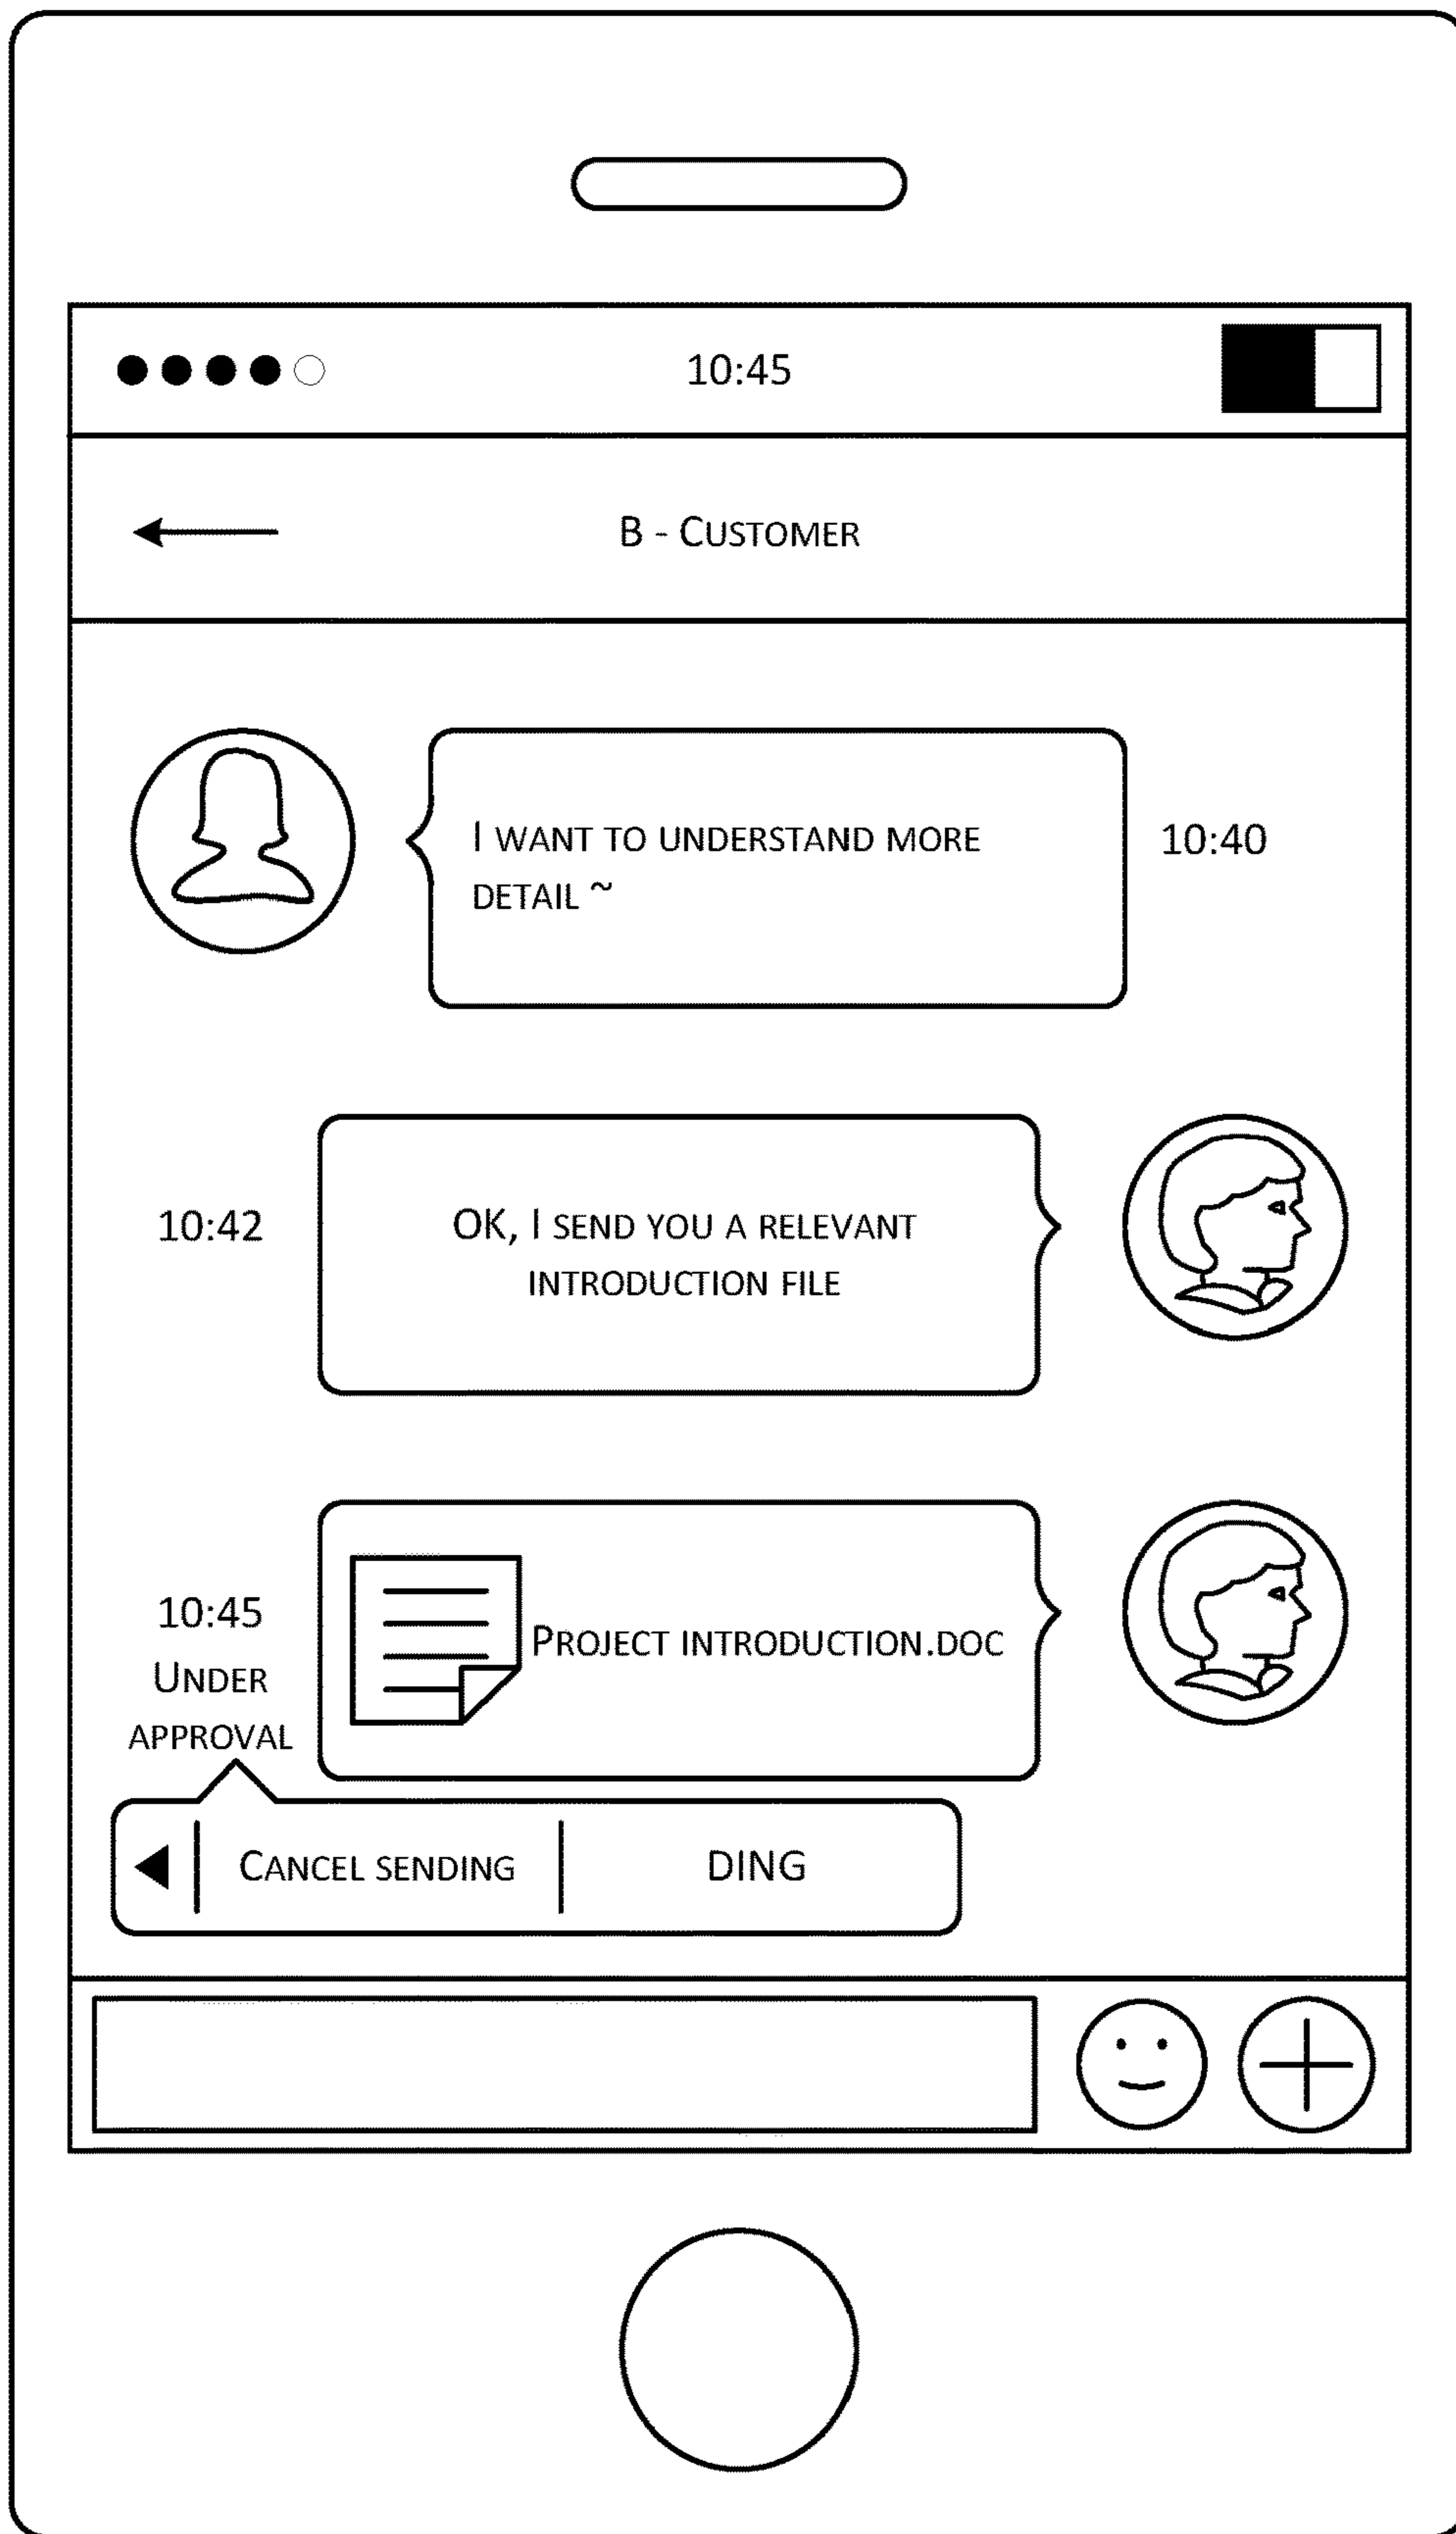 10:45
B - CUSTOMER
I WANT TO UNDERSTAND MORE
DETAIL ~
10:40
10:42
OK, I SEND YOU A RELEVANT
INTRODUCTION FILE
10:45
UNDER
APPROVAL
PROJECT INTRODUCTION.DOC
CANCEL SENDING
DING